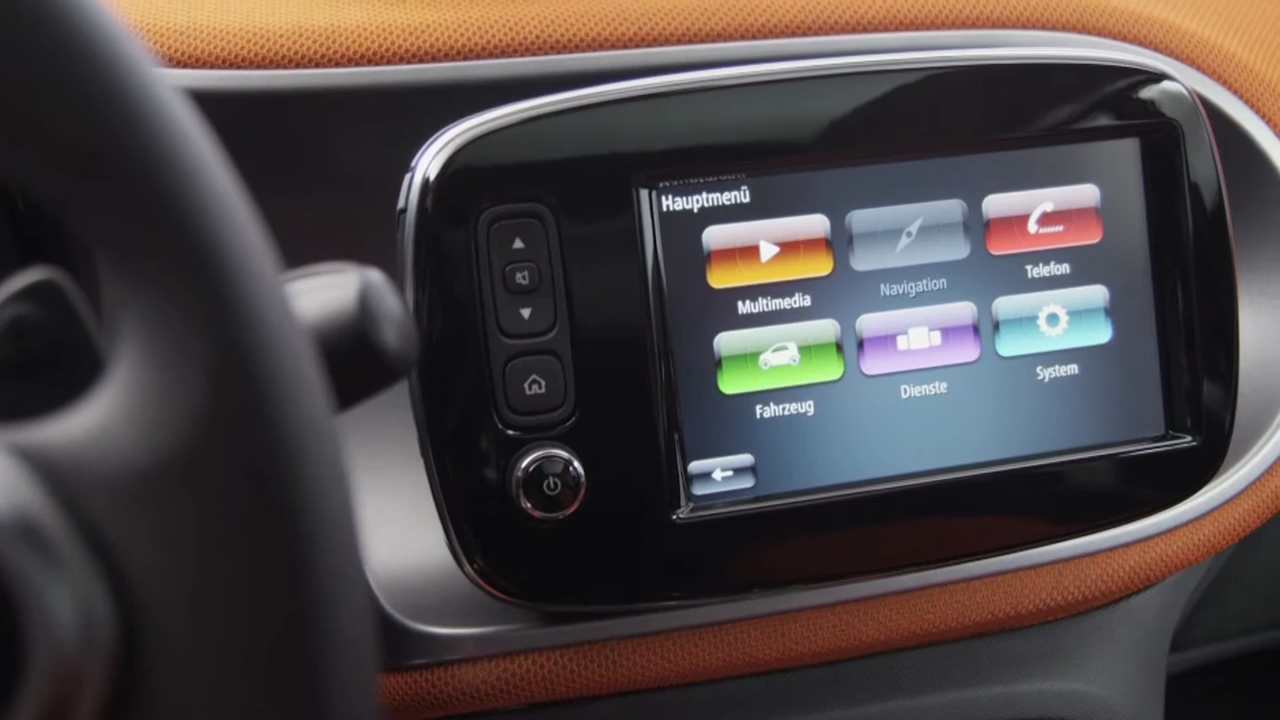 Hauptmenü
Multimedia
Navigation
Telefon
Fahrzeug
Dienste
System